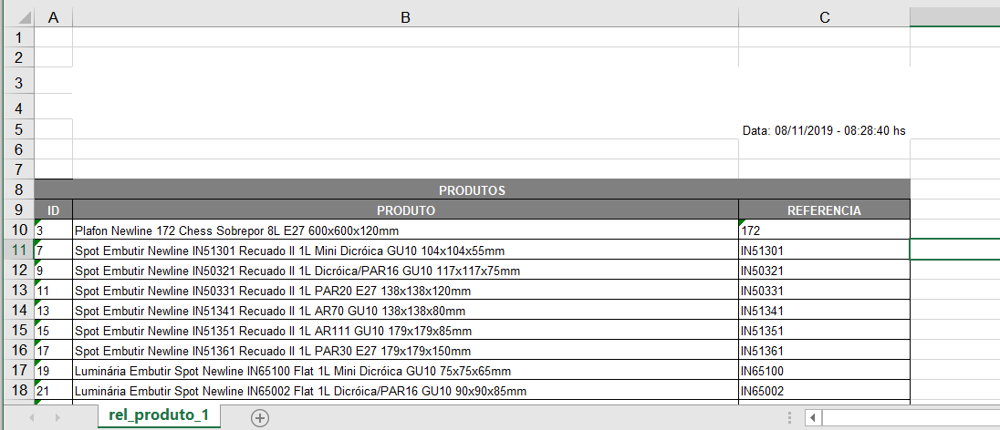 A B C
1
2
3
4
5 Data: 08/11/2019 - 08:28:40 hs
6
7
8 PRODUTOS
9 ID PRODUTO REFERENCIA
10 3 Plafon Newline 172 Chess Sobrepor 8L E27 600x600x120mm 172
11 7 Spot Embutir Newline IN51301 Recuado II 1L Mini Dicróica GU10 104x104x55mm IN51301
12 9 Spot Embutir Newline IN50321 Recuado II 1L Dicróica/PAR16 GU10 117x117x75mm IN50321
13 11 Spot Embutir Newline IN50331 Recuado II 1L PAR20 E27 138x138x120mm IN50331
14 13 Spot Embutir Newline IN51341 Recuado II 1L AR70 GU10 138x138x80mm IN51341
15 15 Spot Embutir Newline IN51351 Recuado II 1L AR111 GU10 179x179x85mm IN51351
16 17 Spot Embutir Newline IN51361 Recuado II 1L PAR30 E27 179x179x150mm IN51361
17 19 Luminária Embutir Spot Newline IN65100 Flat 1L Mini Dicróica GU10 75x75x65mm IN65100
18 21 Luminária Embutir Spot Newline IN65002 Flat 1L Dicróica/PAR16 GU10 90x90x85mm IN65002
rel_produto_1